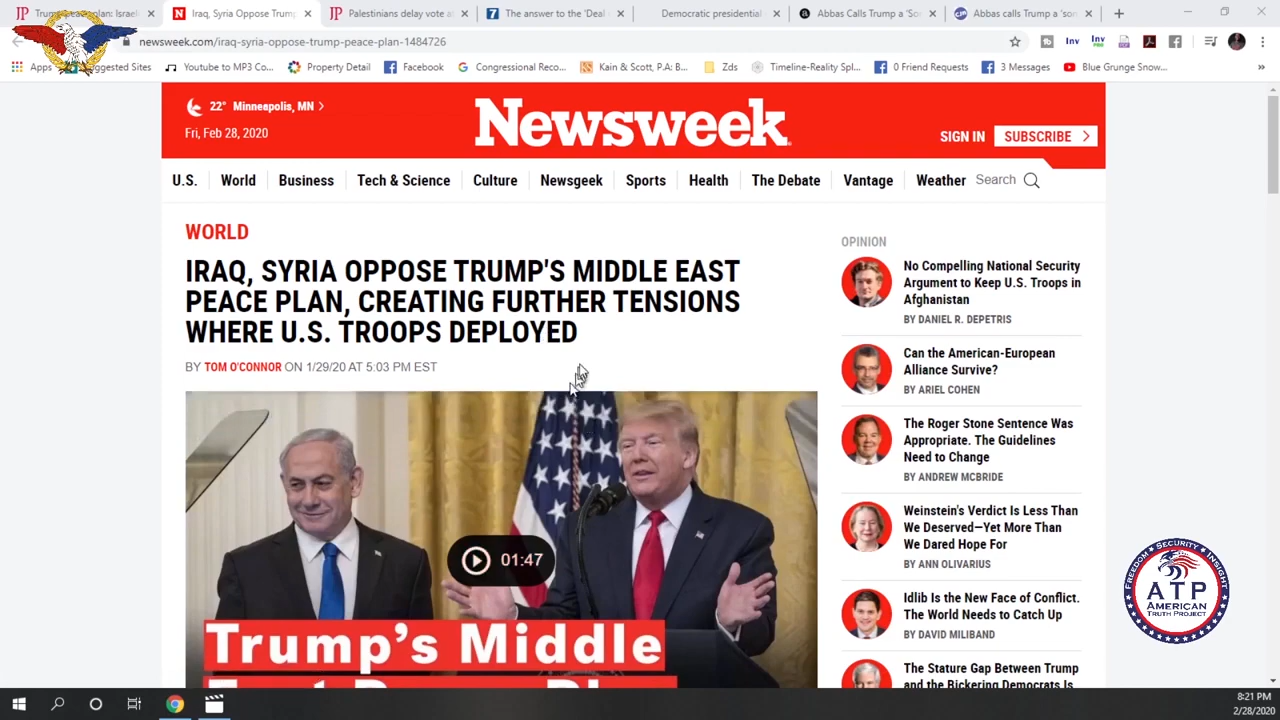 Trump peace plan: Israel
Iraq, Syria Oppose Trump
Palestinians delay vote a
The answer to the 'Deal
Democratic presidential
Abbas Calls Trump a 'So
Abbas calls Trump a 'son
newsweek.com/iraq-syria-oppose-trump-peace-plan-1484726
Apps
Suggested Sites
Youtube to MP3 Co...
Property Detail
Facebook
Congressional Reco...
Kain & Scott, P.A: B...
Zds
Timeline-Reality Spl...
0 Friend Requests
3 Messages
Blue Grunge Snow...
22° Minneapolis, MN
Fri, Feb 28, 2020
Newsweek
SIGN IN
SUBSCRIBE
U.S. World Business Tech & Science Culture Newsgeek Sports Health The Debate Vantage Weather Search
WORLD
IRAQ, SYRIA OPPOSE TRUMP'S MIDDLE EAST
PEACE PLAN, CREATING FURTHER TENSIONS
WHERE U.S. TROOPS DEPLOYED
BY TOM O'CONNOR ON 1/29/20 AT 5:03 PM EST
01:47
Trump's Middle
OPINION
No Compelling National Security
Argument to Keep U.S. Troops in
Afghanistan
BY DANIEL R. DEPETRIS
Can the American-European
Alliance Survive?
BY ARIEL COHEN
The Roger Stone Sentence Was
Appropriate. The Guidelines
Need to Change
BY ANDREW MCBRIDE
Weinstein's Verdict Is Less Than
We Deserved—Yet More Than
We Dared Hope For
BY ANN OLIVARIUS
Idlib Is the New Face of Conflict.
The World Needs to Catch Up
BY DAVID MILIBAND
The Stature Gap Between Trump
and the Bickering Democrats Is
FREEDOM SECURITY INSIGHT
ATP
AMERICAN
TRUTH PROJECT
8:21 PM
2/28/2020